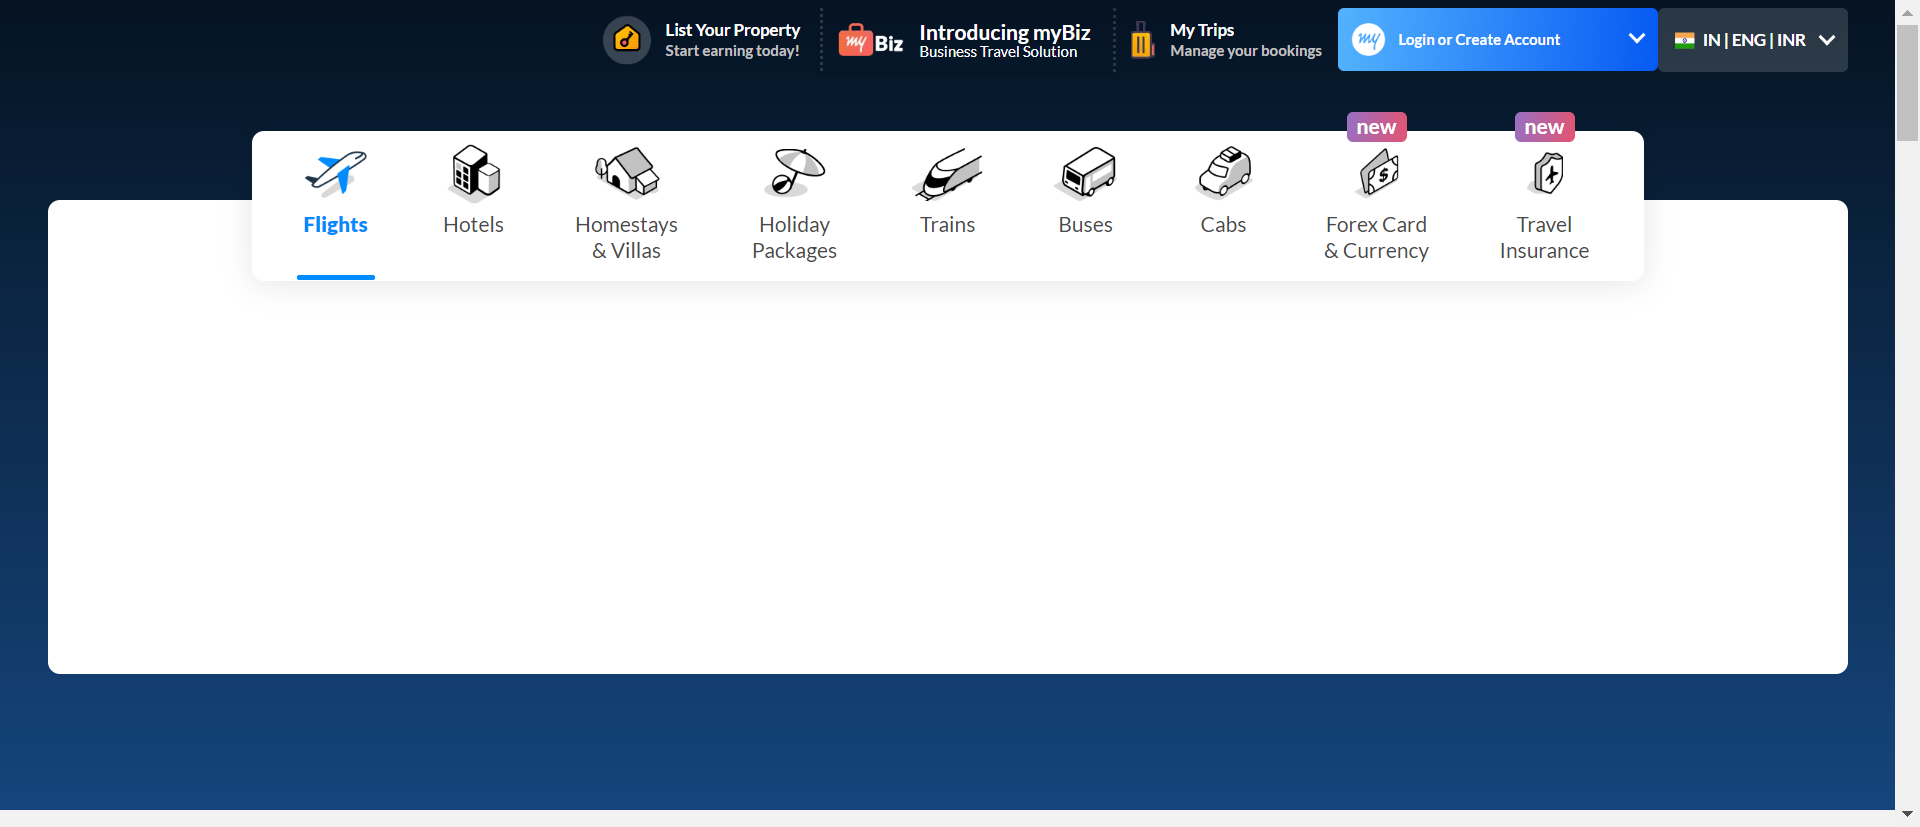 List Your Property
Start earning today!
my Biz
Introducing myBiz
Business Travel Solution
My Trips
Manage your bookings
my
Login or Create Account
IN | ENG | INR
new
new
Flights
Hotels
Homestays
& Villas
Holiday
Packages
Trains
Buses
Cabs
Forex Card
& Currency
Travel
Insurance